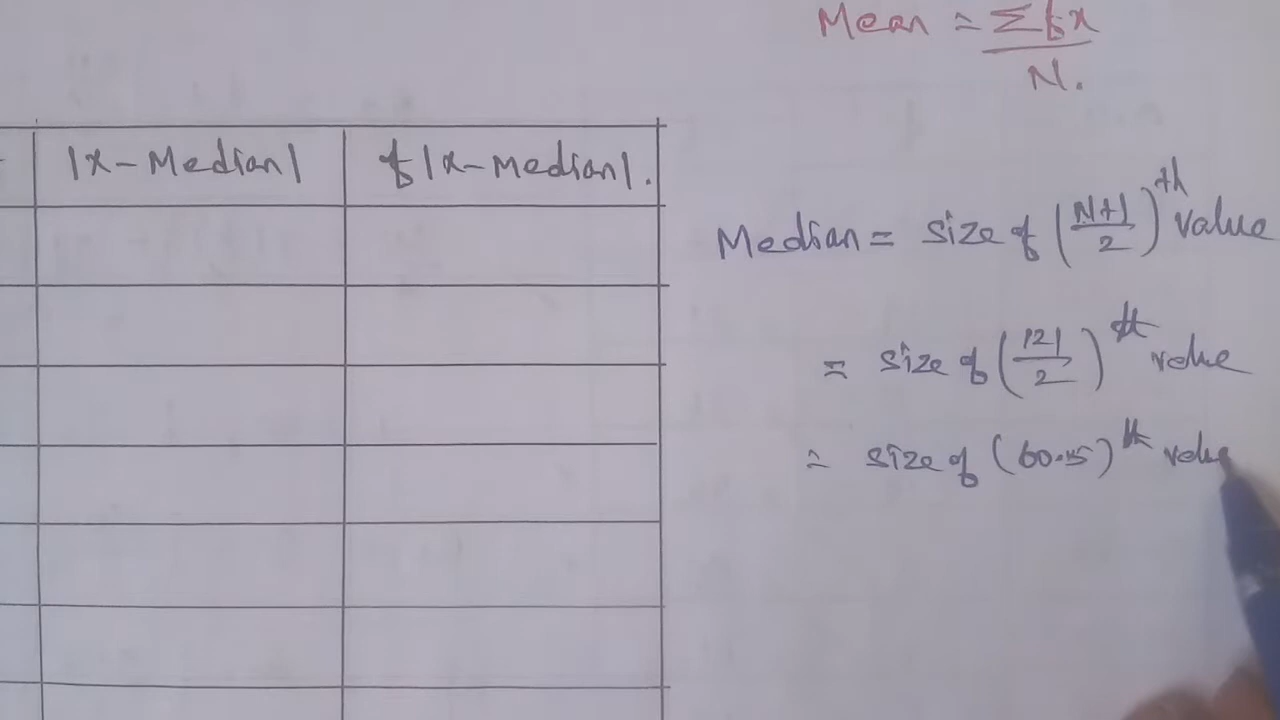 Mean = Σfx
N.
|x-Median| f|x-Median|.
Median = size of (N+1/2)th value
= size of (121/2)th value
= size of (60.5)th value